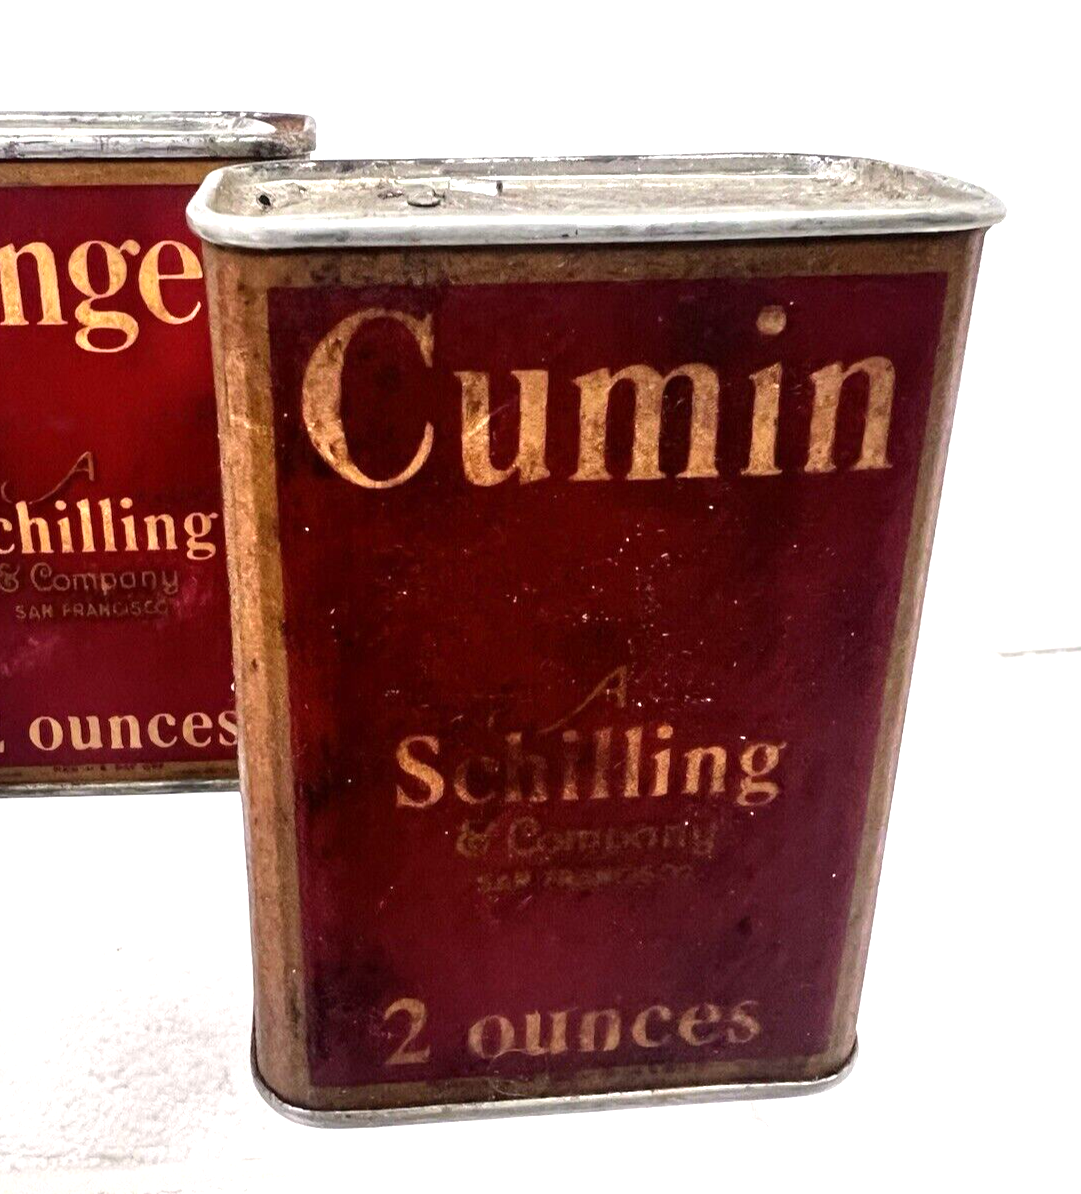 nge
A
chilling
& Company
SAN FRANCISCO
ounces
Cumin
A
Schilling
& Company
SAN FRANCISCO
2 ounces